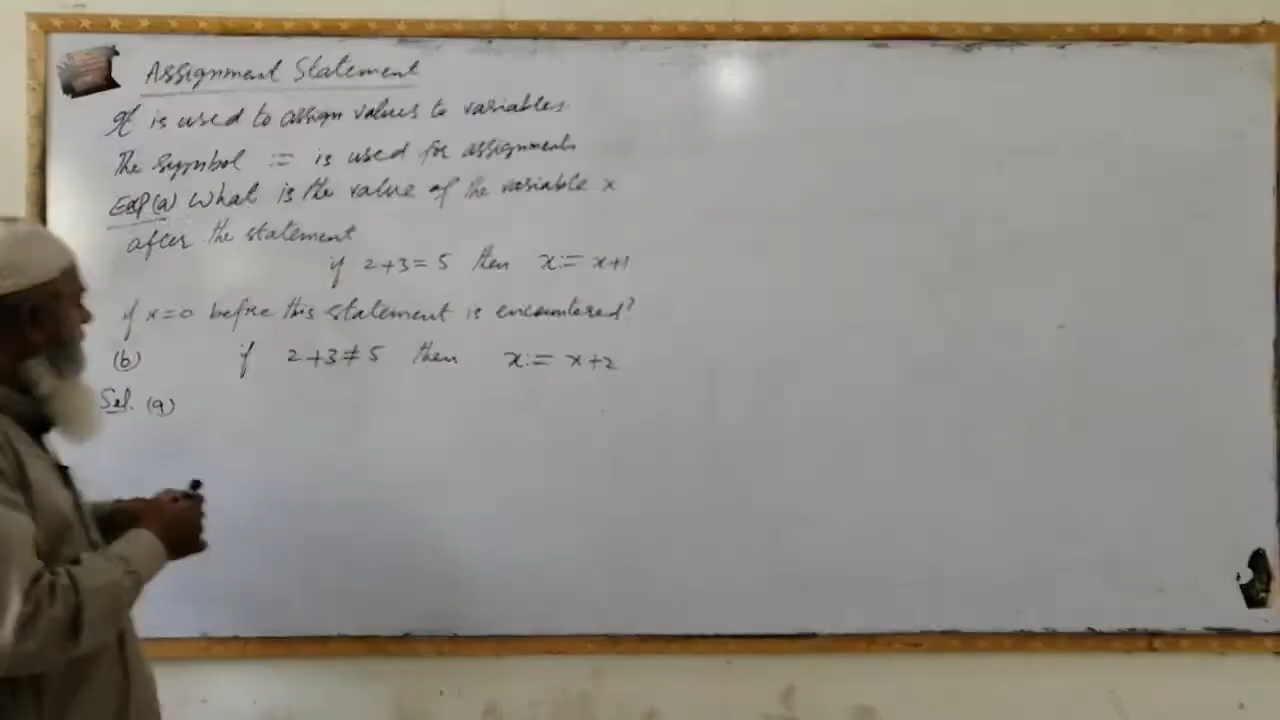 Assignment Statement
It is used to assign values to variables.
The symbol := is used for assignments
Exp(a) What is the value of the variable x
after the statement
if 2+3=5 then x:= x+1
if x=0 before this statement is encountered?
(b) if 2+3≠5 then x:= x+2
Sol. (a)